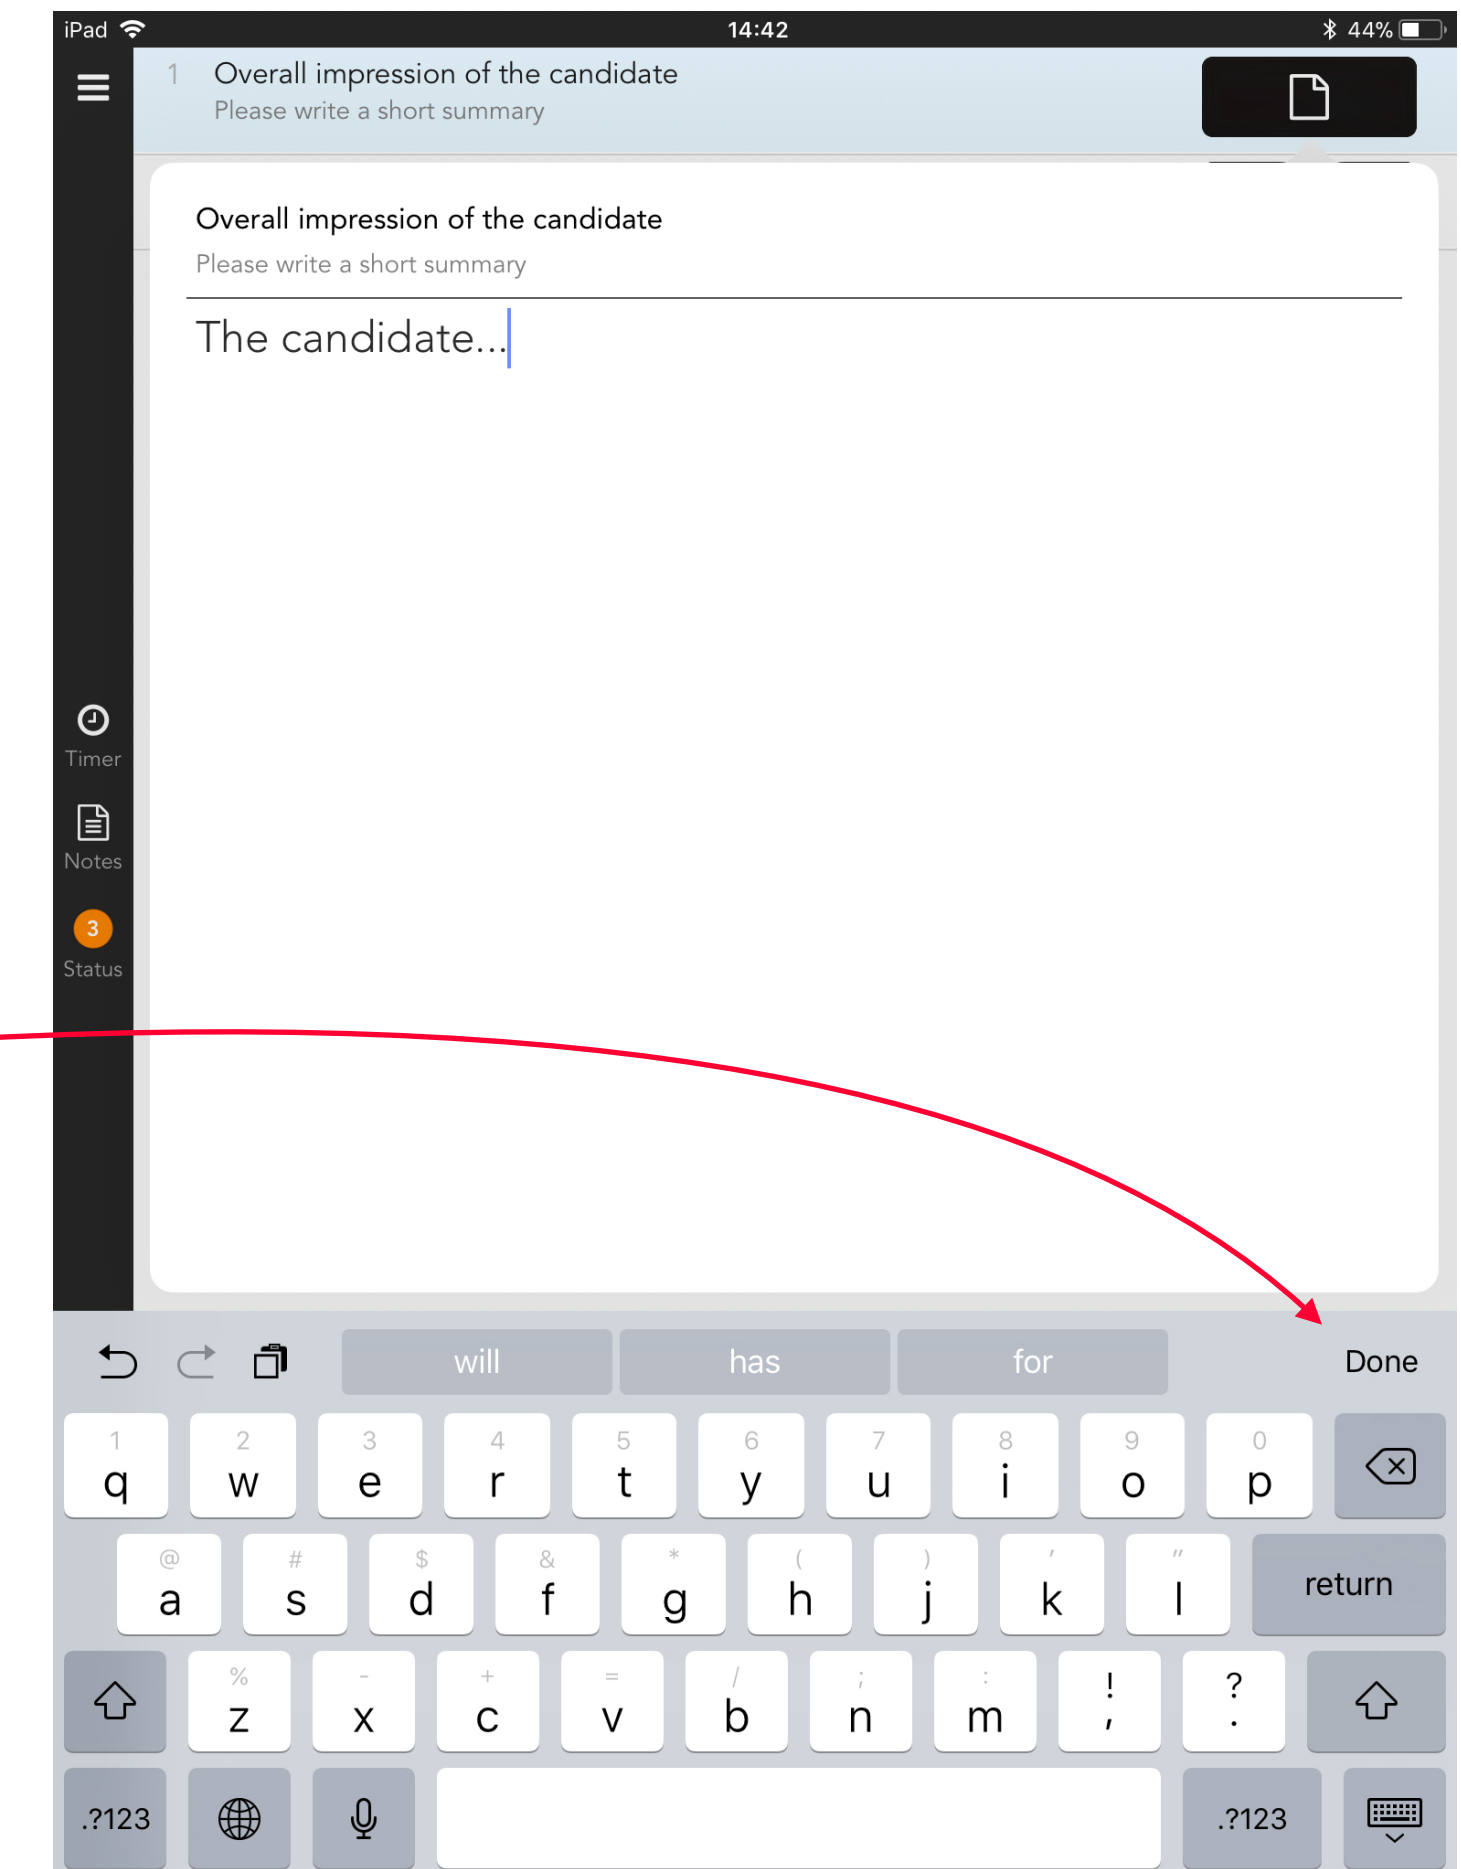 iPad 14:42 44%
1 Overall impression of the candidate
Please write a short summary
Overall impression of the candidate
Please write a short summary
The candidate...
Timer
Notes
3
Status
will has for Done
1 2 3 4 5 6 7 8 9 0
q w e r t y u i o p
@ # $ & * ( ) ' "
a s d f g h j k l return
% - + = / ; : ! ?
z x c v b n m , .
.?123 .?123